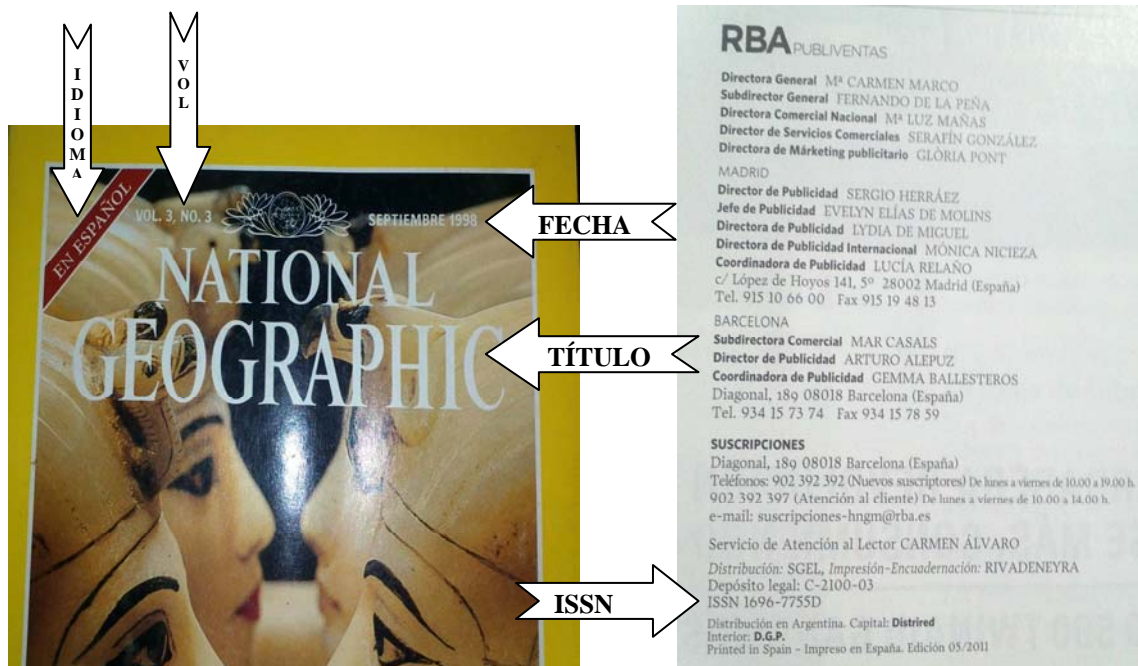 IDIOMA
VOL
EN ESPAÑOL
VOL. 3, NO. 3
SEPTIEMBRE 1998
NATIONAL
GEOGRAPHIC
FECHA
TÍTULO
ISSN
RBA PUBLIVENTAS
Directora General Mª CARMEN MARCO
Subdirector General FERNANDO DE LA PEÑA
Directora Comercial Nacional Mª LUZ MAÑAS
Director de Servicios Comerciales SERAFÍN GONZÁLEZ
Directora de Márketing publicitario GLÒRIA PONT
MADRID
Director de Publicidad SERGIO HERRÁEZ
Jefe de Publicidad EVELYN ELÍAS DE MOLINS
Directora de Publicidad LYDIA DE MIGUEL
Directora de Publicidad Internacional MÓNICA NICIEZA
Coordinadora de Publicidad LUCÍA RELAÑO
c/ López de Hoyos 141, 5º 28002 Madrid (España)
Tel. 915 10 66 00 Fax 915 19 48 13
BARCELONA
Subdirectora Comercial MAR CASALS
Director de Publicidad ARTURO ALEPUZ
Coordinadora de Publicidad GEMMA BALLESTEROS
Diagonal, 189 08018 Barcelona (España)
Tel. 934 15 73 74 Fax 934 15 78 59
SUSCRIPCIONES
Diagonal, 189 08018 Barcelona (España)
Teléfonos: 902 392 392 (Nuevos suscriptores) De lunes a viernes de 10.00 a 19.00 h.
902 392 397 (Atención al cliente) De lunes a viernes de 10.00 a 14.00 h.
e-mail: suscripciones-hngm@rba.es
Servicio de Atención al Lector CARMEN ÁLVARO
Distribución: SGEL, Impresión-Encuadernación: RIVADENEYRA
Depósito legal: C-2100-03
ISSN 1696-7755D
Distribución en Argentina. Capital: Distrired
Interior: D.G.P.
Printed in Spain - Impreso en España. Edición 05/2011